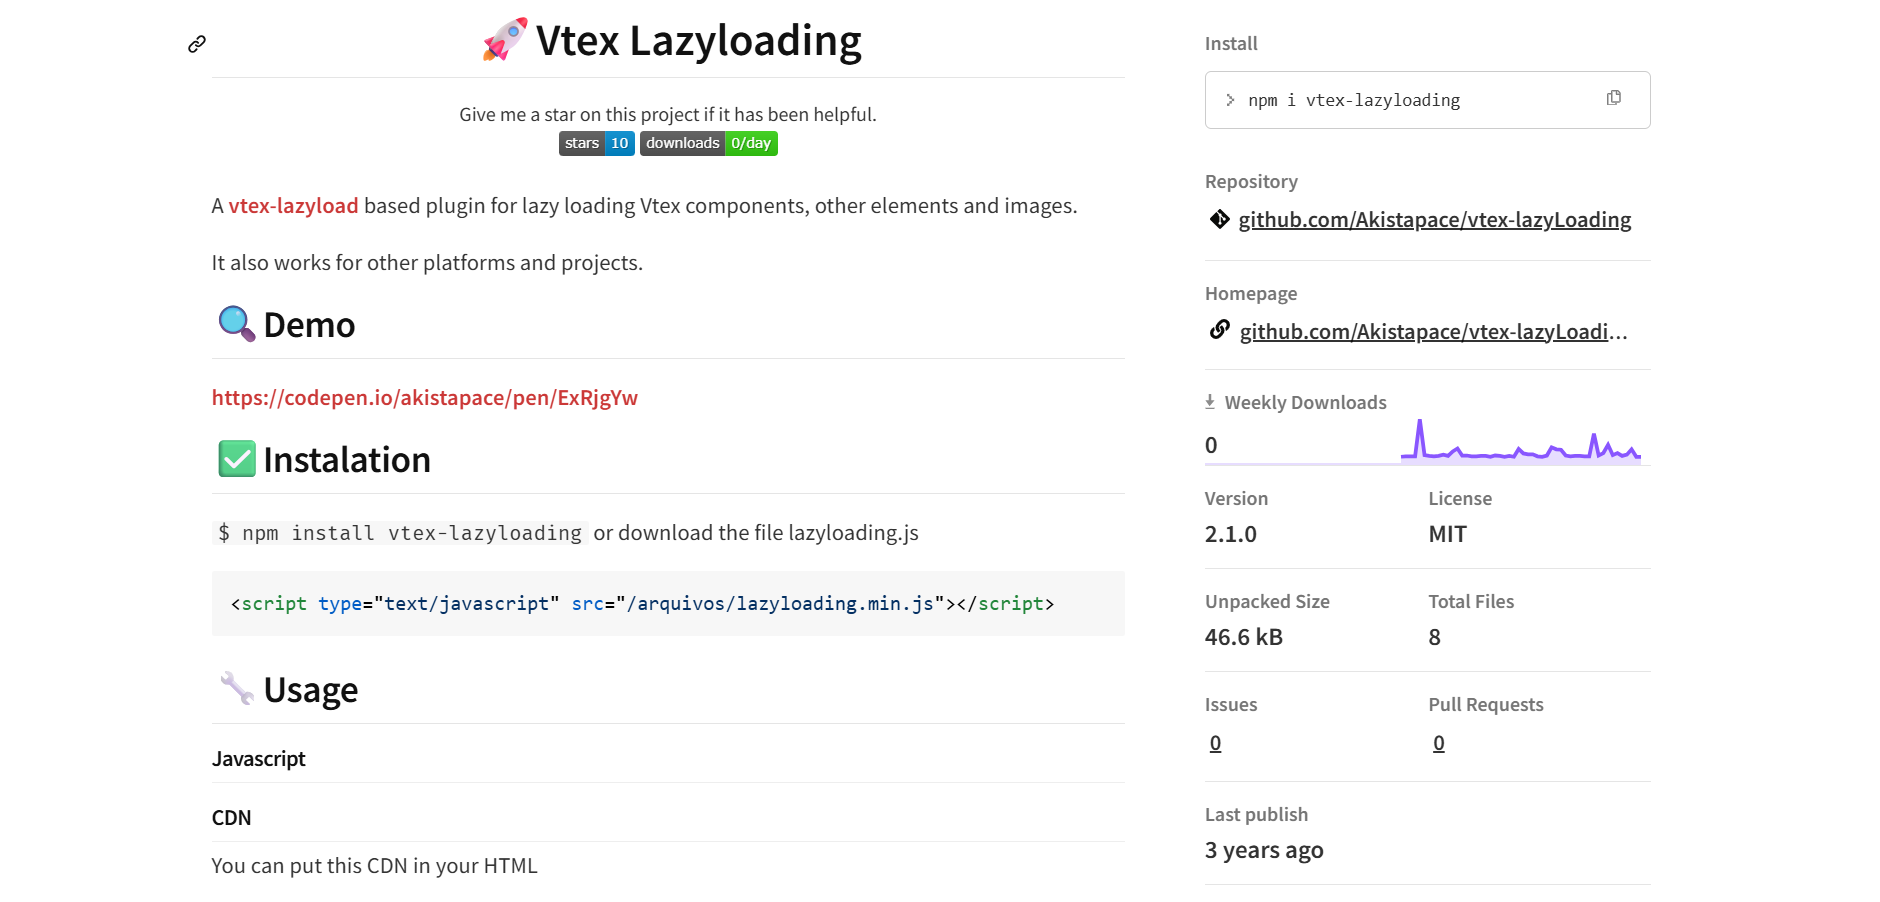 🚀 Vtex Lazyloading
Give me a star on this project if it has been helpful.
stars 10 downloads 0/day
A vtex-lazyload based plugin for lazy loading Vtex components, other elements and images.
It also works for other platforms and projects.
🔍 Demo
https://codepen.io/akistapace/pen/ExRjgYw
✅ Instalation
$ npm install vtex-lazyloading or download the file lazyloading.js
<script type="text/javascript" src="/arquivos/lazyloading.min.js"></script>
🔧 Usage
Javascript
CDN
You can put this CDN in your HTML
Install
> npm i vtex-lazyloading
Repository
github.com/Akistapace/vtex-lazyLoading
Homepage
github.com/Akistapace/vtex-lazyLoadi...
Weekly Downloads
0
Version License
2.1.0 MIT
Unpacked Size Total Files
46.6 kB 8
Issues Pull Requests
0 0
Last publish
3 years ago